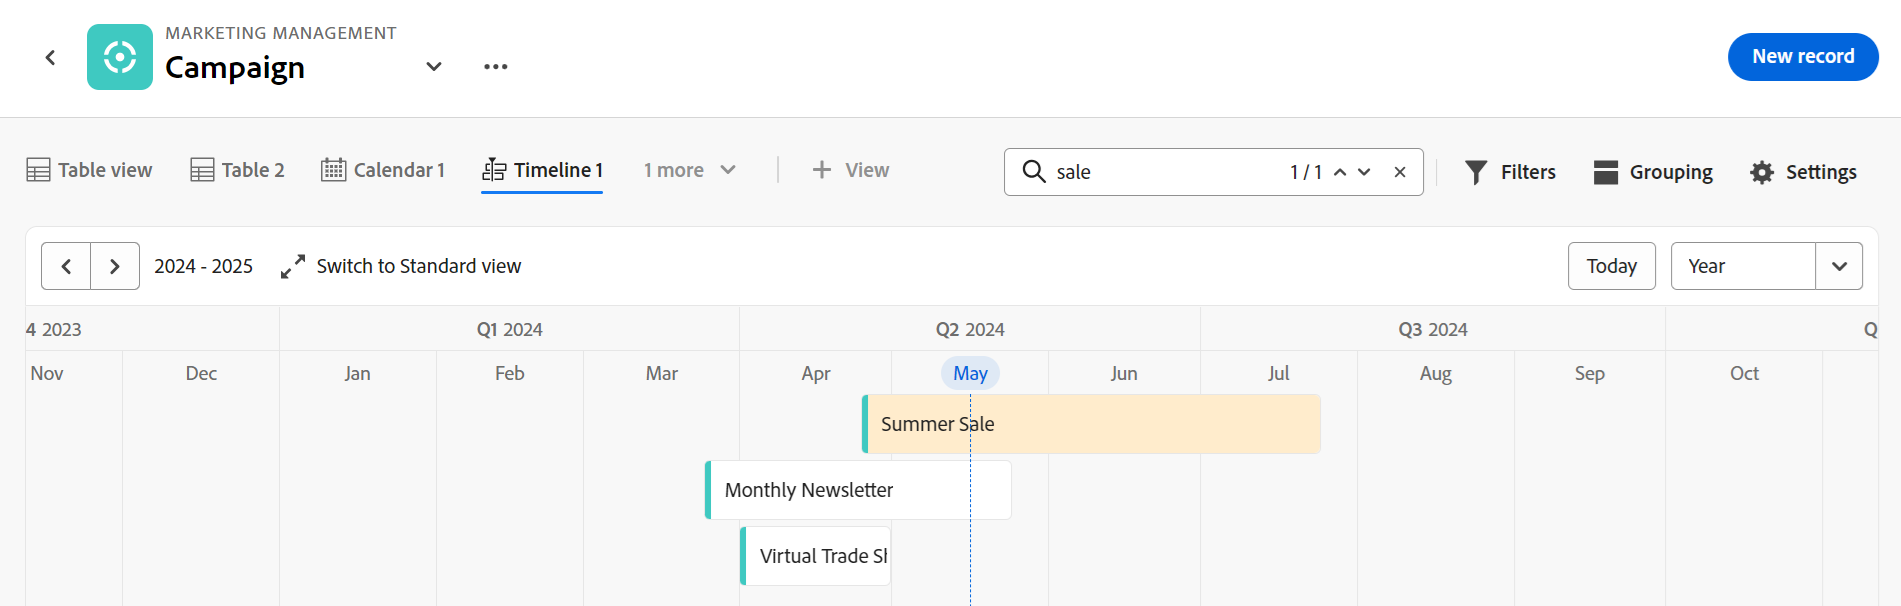 MARKETING MANAGEMENT
Campaign
New record
Table view Table 2 Calendar 1 Timeline 1 1 more View sale 1 / 1 Filters Grouping Settings
2024 - 2025 Switch to Standard view Today Year
4 2023 Q1 2024 Q2 2024 Q3 2024 Q
Nov Dec Jan Feb Mar Apr May Jun Jul Aug Sep Oct
Summer Sale
Monthly Newsletter
Virtual Trade